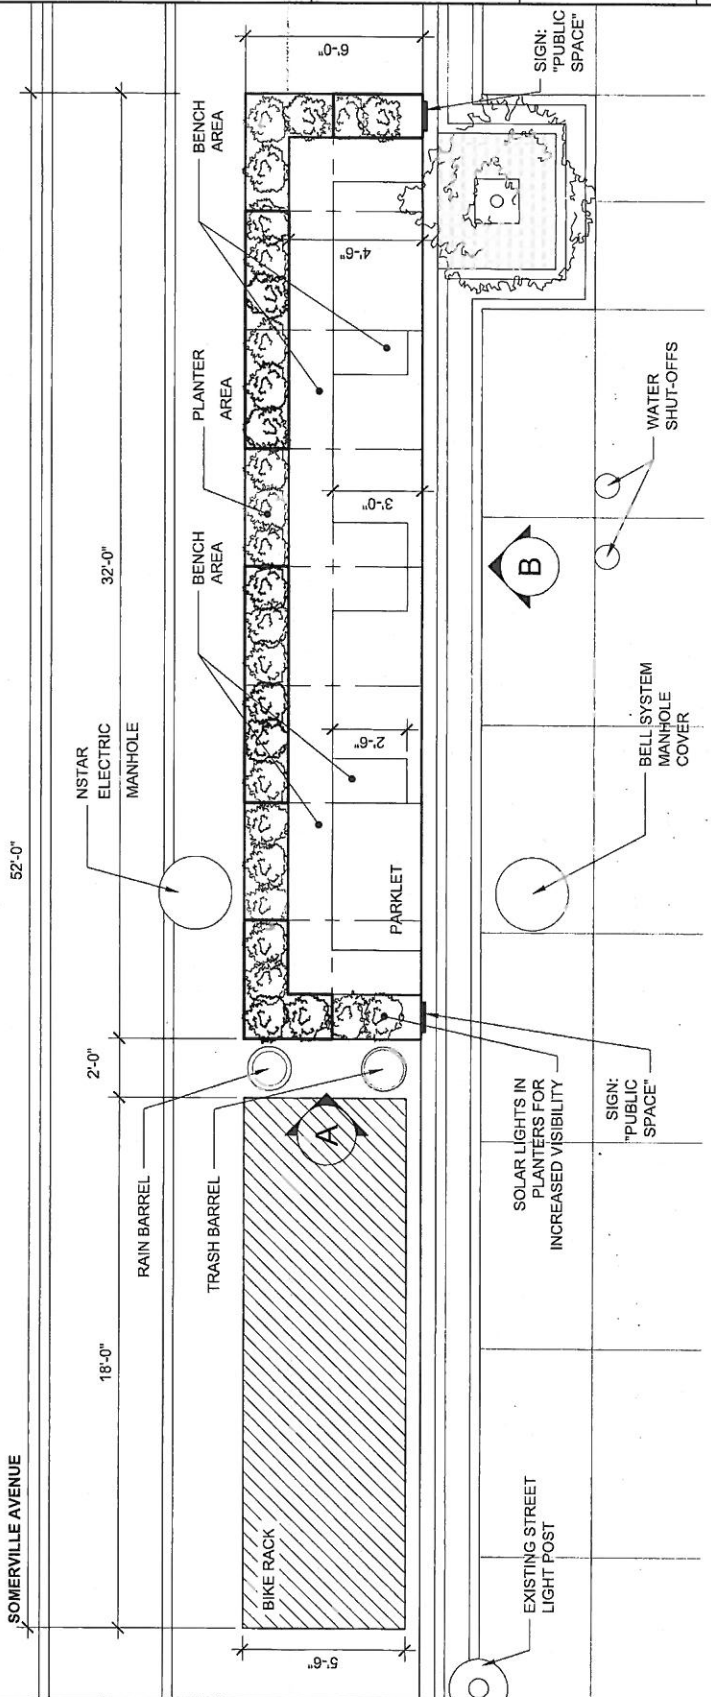 SOMERVILLE AVENUE
52'-0"
18'-0"
2'-0"
32'-0"
NSTAR
ELECTRIC
MANHOLE
RAIN BARREL
TRASH BARREL
BENCH
AREA
PLANTER
AREA
BENCH
AREA
6'-0"
5'-6"
BIKE RACK
A
2'-6"
3'-0"
4'-6"
PARKLET
SIGN:
"PUBLIC
SPACE"
EXISTING STREET
LIGHT POST
SOLAR LIGHTS IN
PLANTERS FOR
INCREASED VISIBILITY
SIGN:
"PUBLIC
SPACE"
BELL SYSTEM
MANHOLE
COVER
B
WATER
SHUT-OFFS